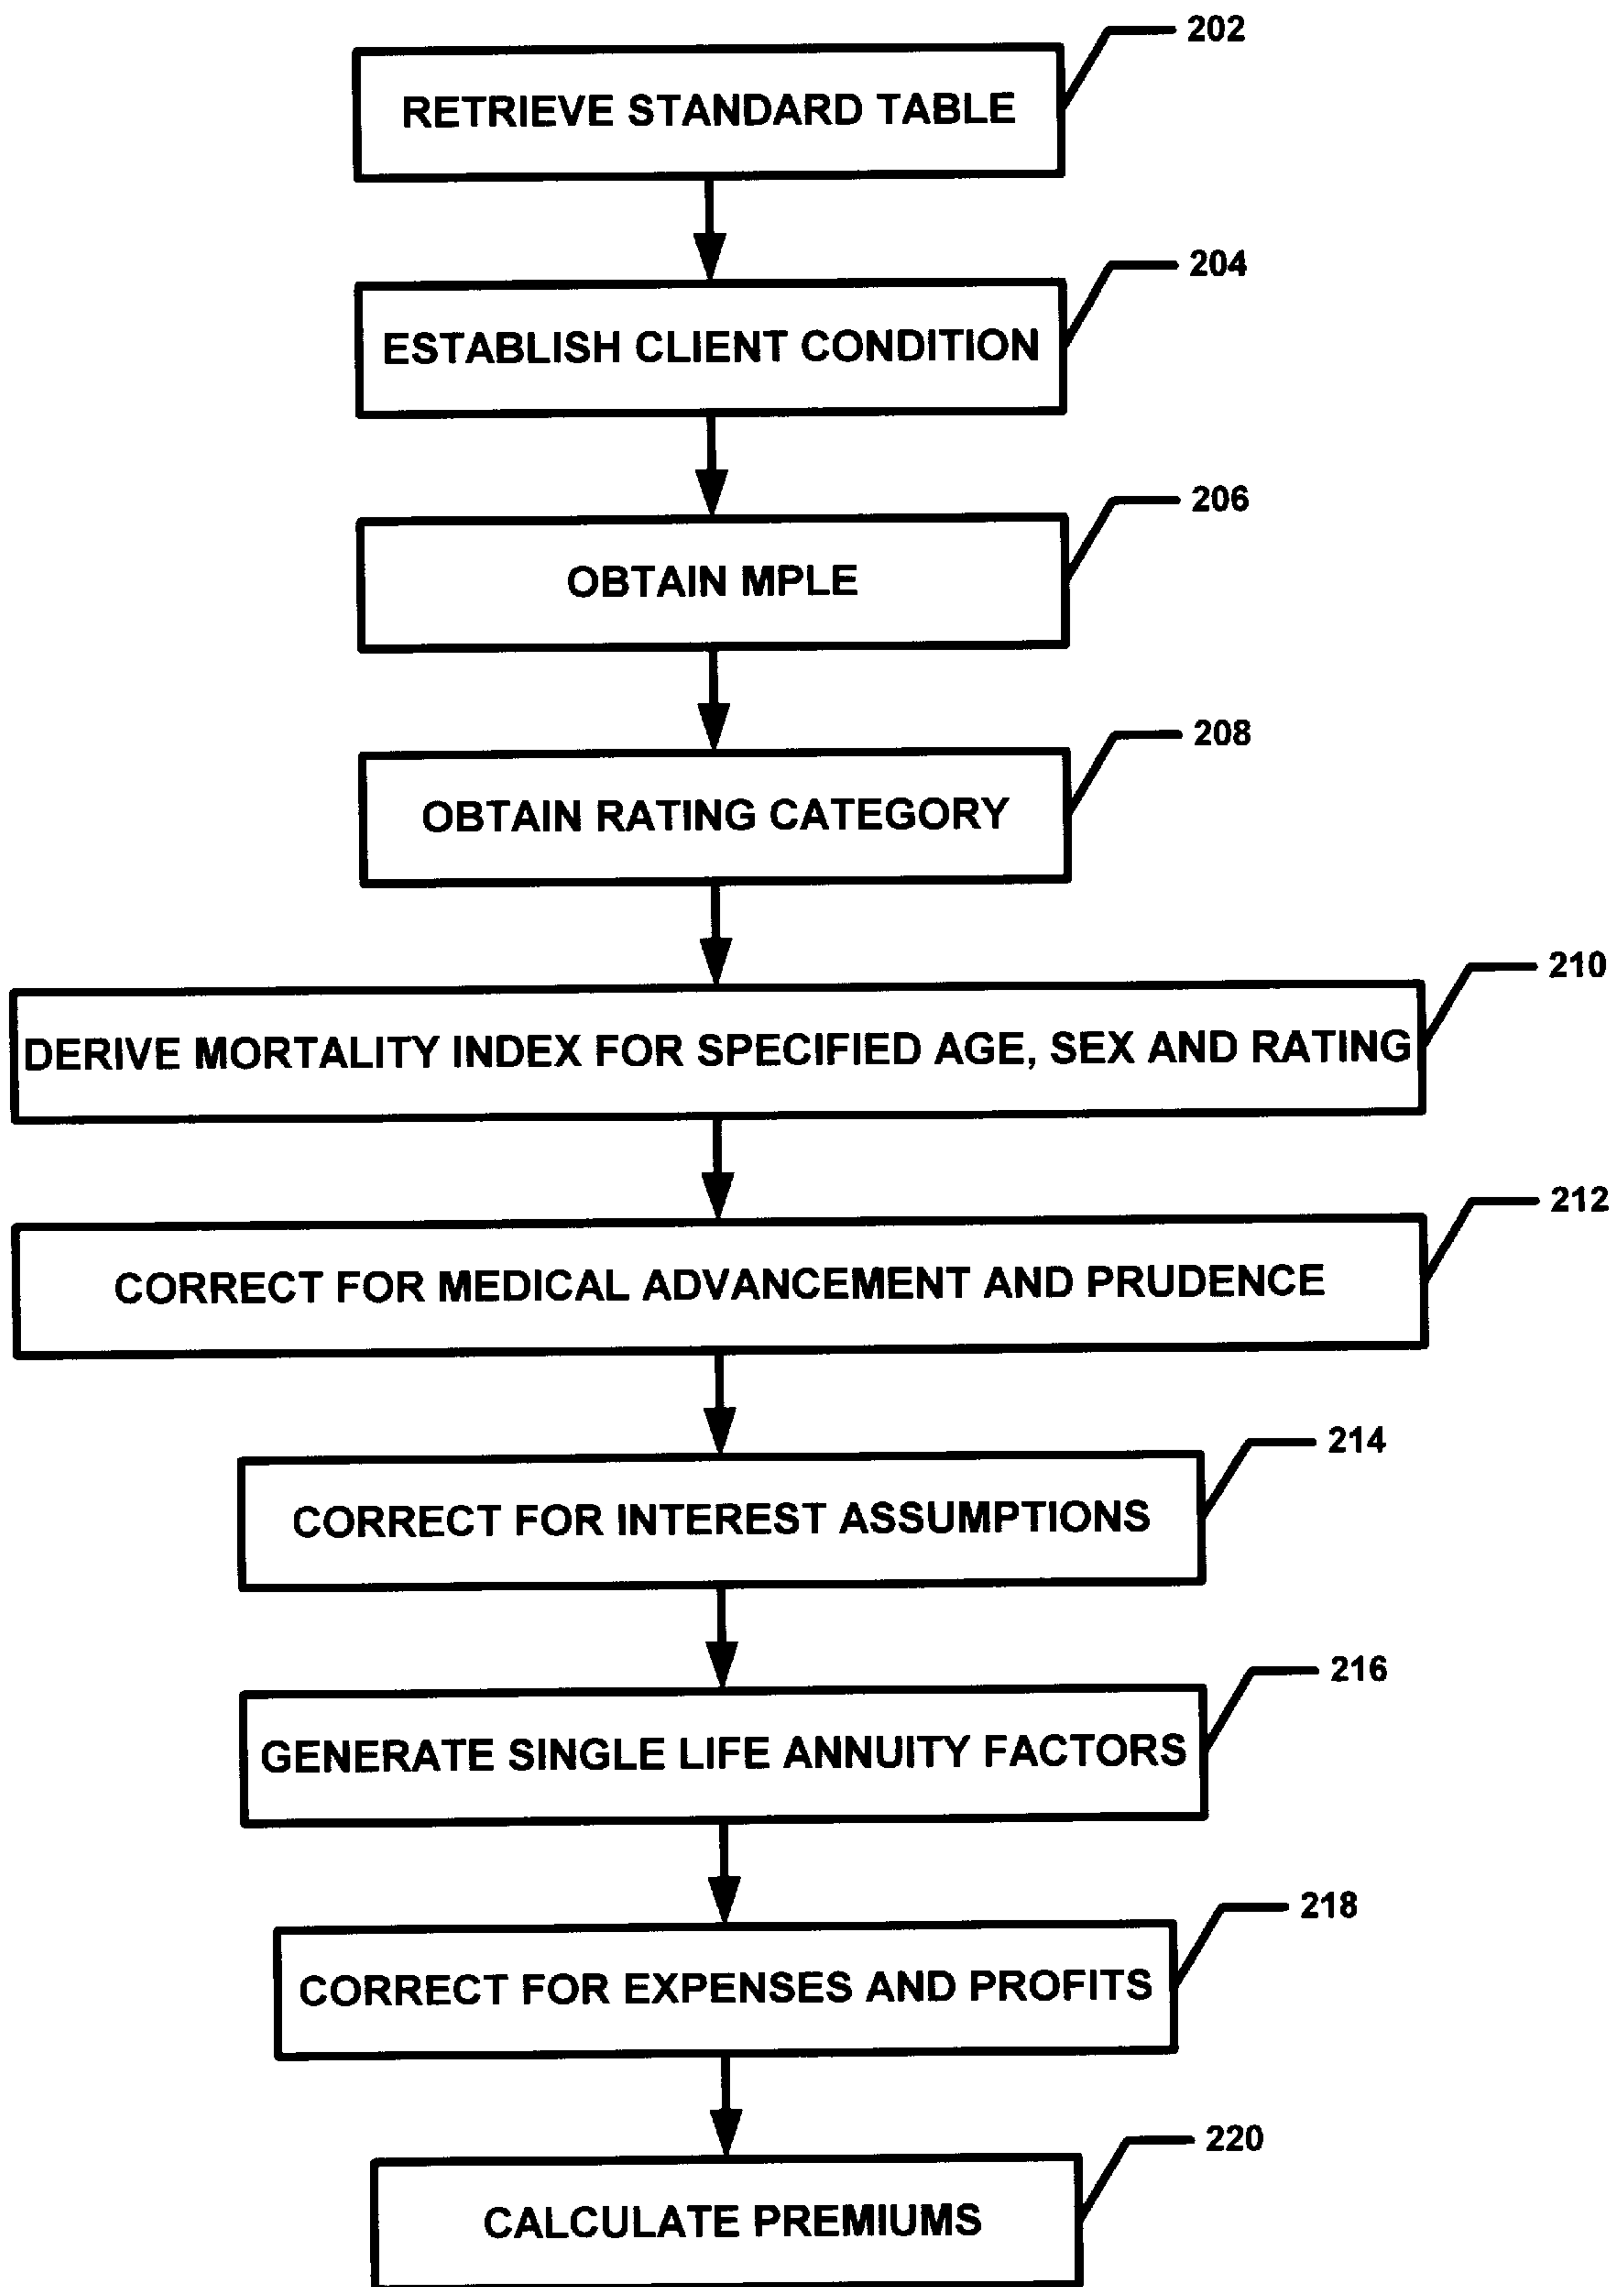 202
RETRIEVE STANDARD TABLE
204
ESTABLISH CLIENT CONDITION
206
OBTAIN MPLE
208
OBTAIN RATING CATEGORY
210
DERIVE MORTALITY INDEX FOR SPECIFIED AGE, SEX AND RATING
212
CORRECT FOR MEDICAL ADVANCEMENT AND PRUDENCE
214
CORRECT FOR INTEREST ASSUMPTIONS
216
GENERATE SINGLE LIFE ANNUITY FACTORS
218
CORRECT FOR EXPENSES AND PROFITS
220
CALCULATE PREMIUMS